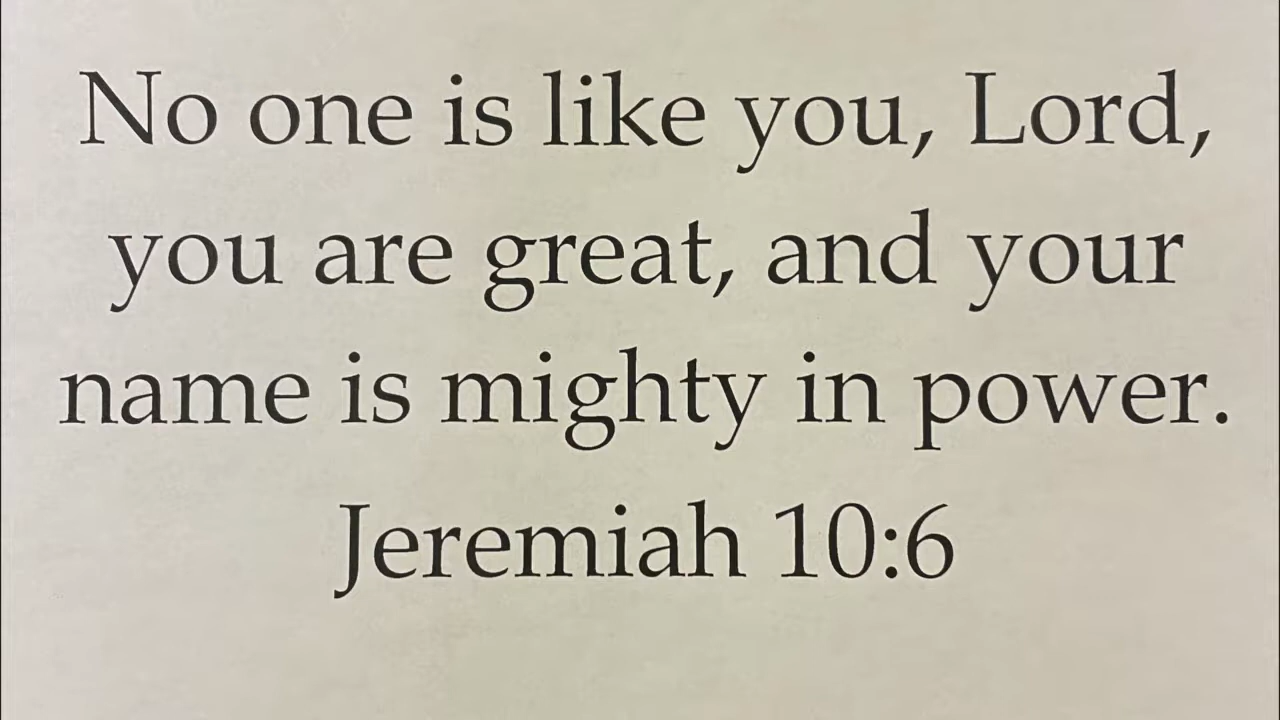 No one is like you, Lord,
you are great, and your
name is mighty in power.
Jeremiah 10:6